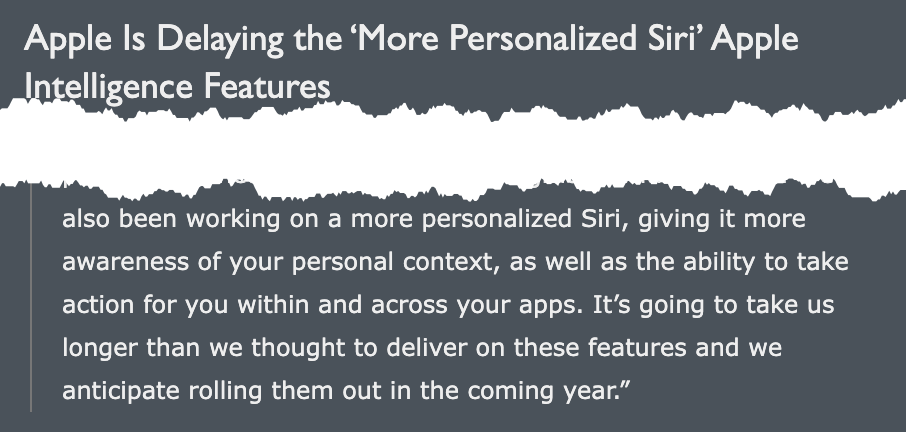 Apple Is Delaying the ‘More Personalized Siri’ Apple
Intelligence Features
also been working on a more personalized Siri, giving it more
awareness of your personal context, as well as the ability to take
action for you within and across your apps. It’s going to take us
longer than we thought to deliver on these features and we
anticipate rolling them out in the coming year.”